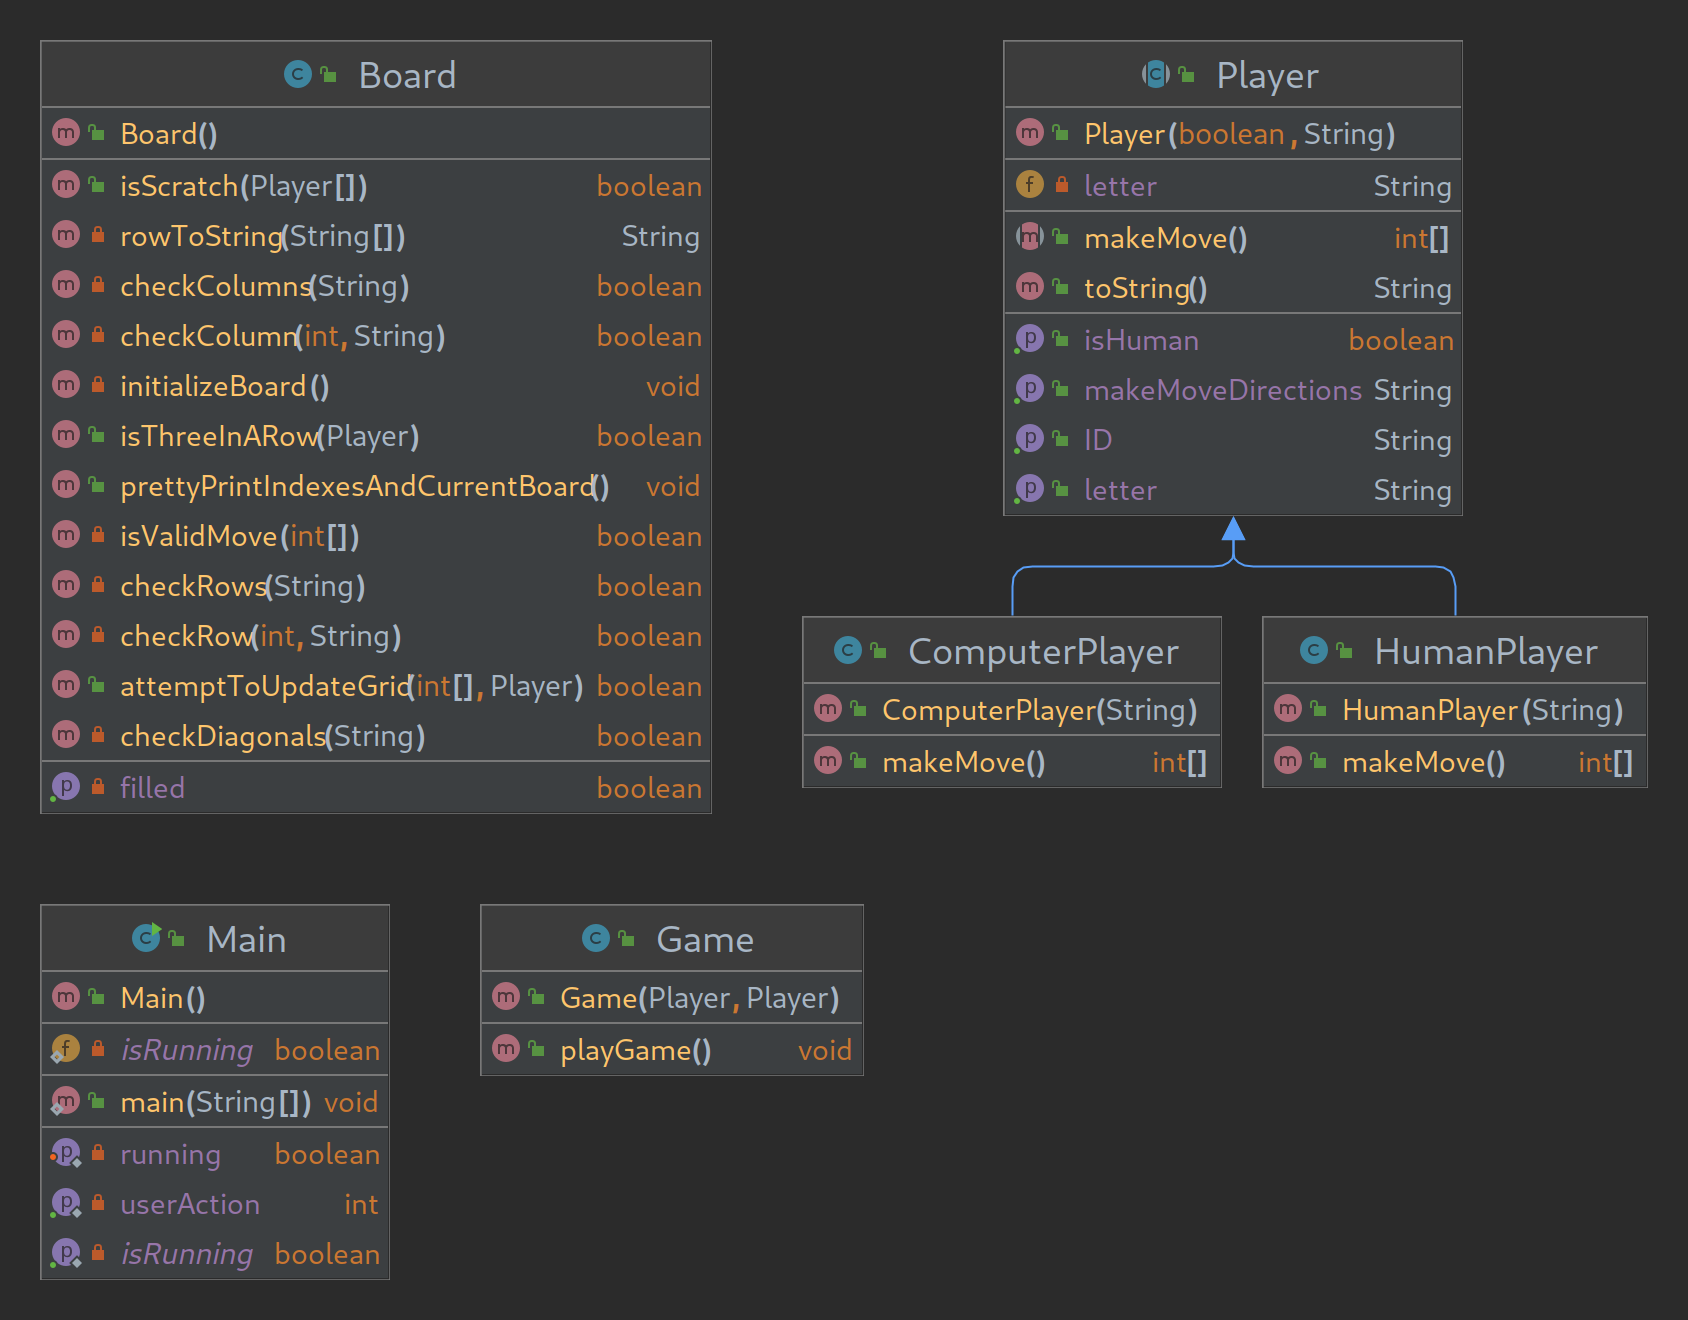 Board
Board()
isScratch(Player[]) boolean
rowToString(String[]) String
checkColumns(String) boolean
checkColumn(int, String) boolean
initializeBoard() void
isThreeInARow(Player) boolean
prettyPrintIndexesAndCurrentBoard() void
isValidMove(int[]) boolean
checkRows(String) boolean
checkRow(int, String) boolean
attemptToUpdateGrid(int[], Player) boolean
checkDiagonals(String) boolean
filled boolean
Player
Player(boolean, String)
letter String
makeMove() int[]
toString() String
isHuman boolean
makeMoveDirections String
ID String
letter String
ComputerPlayer
ComputerPlayer(String)
makeMove() int[]
HumanPlayer
HumanPlayer(String)
makeMove() int[]
Main
Main()
isRunning boolean
main(String[]) void
running boolean
userAction int
isRunning boolean
Game
Game(Player, Player)
playGame() void